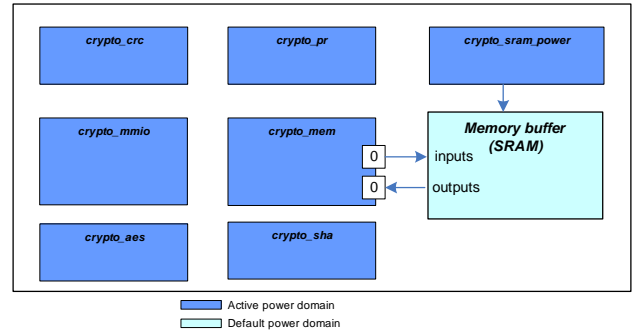 crypto_crc
crypto_pr
crypto_sram_power
crypto_mmio
crypto_mem
Memory buffer
(SRAM)
0
inputs
0
outputs
crypto_aes
crypto_sha
Active power domain
Default power domain